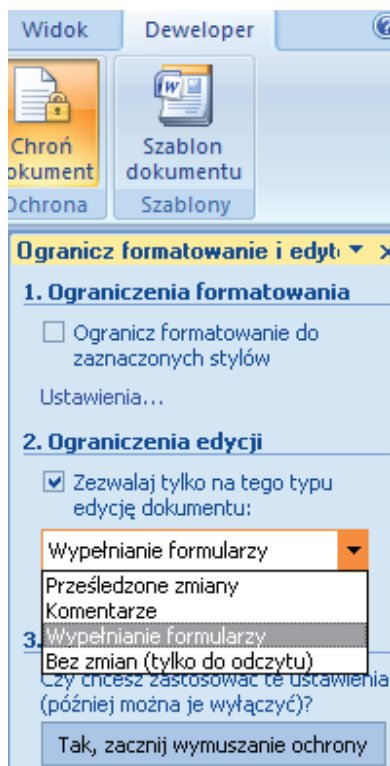 Widok Deweloper
Chroń Szablon
okument dokumentu
Ochrona Szablony
Ogranicz formatowanie i edyt
1. Ograniczenia formatowania
Ogranicz formatowanie do
zaznaczonych stylów
Ustawienia...
2. Ograniczenia edycji
Zezwalaj tylko na tego typu
edycję dokumentu:
Wypełnianie formularzy
Prześledzone zmiany
Komentarze
3. Wypełnianie formularzy
Bez zmian (tylko do odczytu)
Czy chcesz zastosować te ustawienia
(później można je wyłączyć)?
Tak, zacznij wymuszanie ochrony